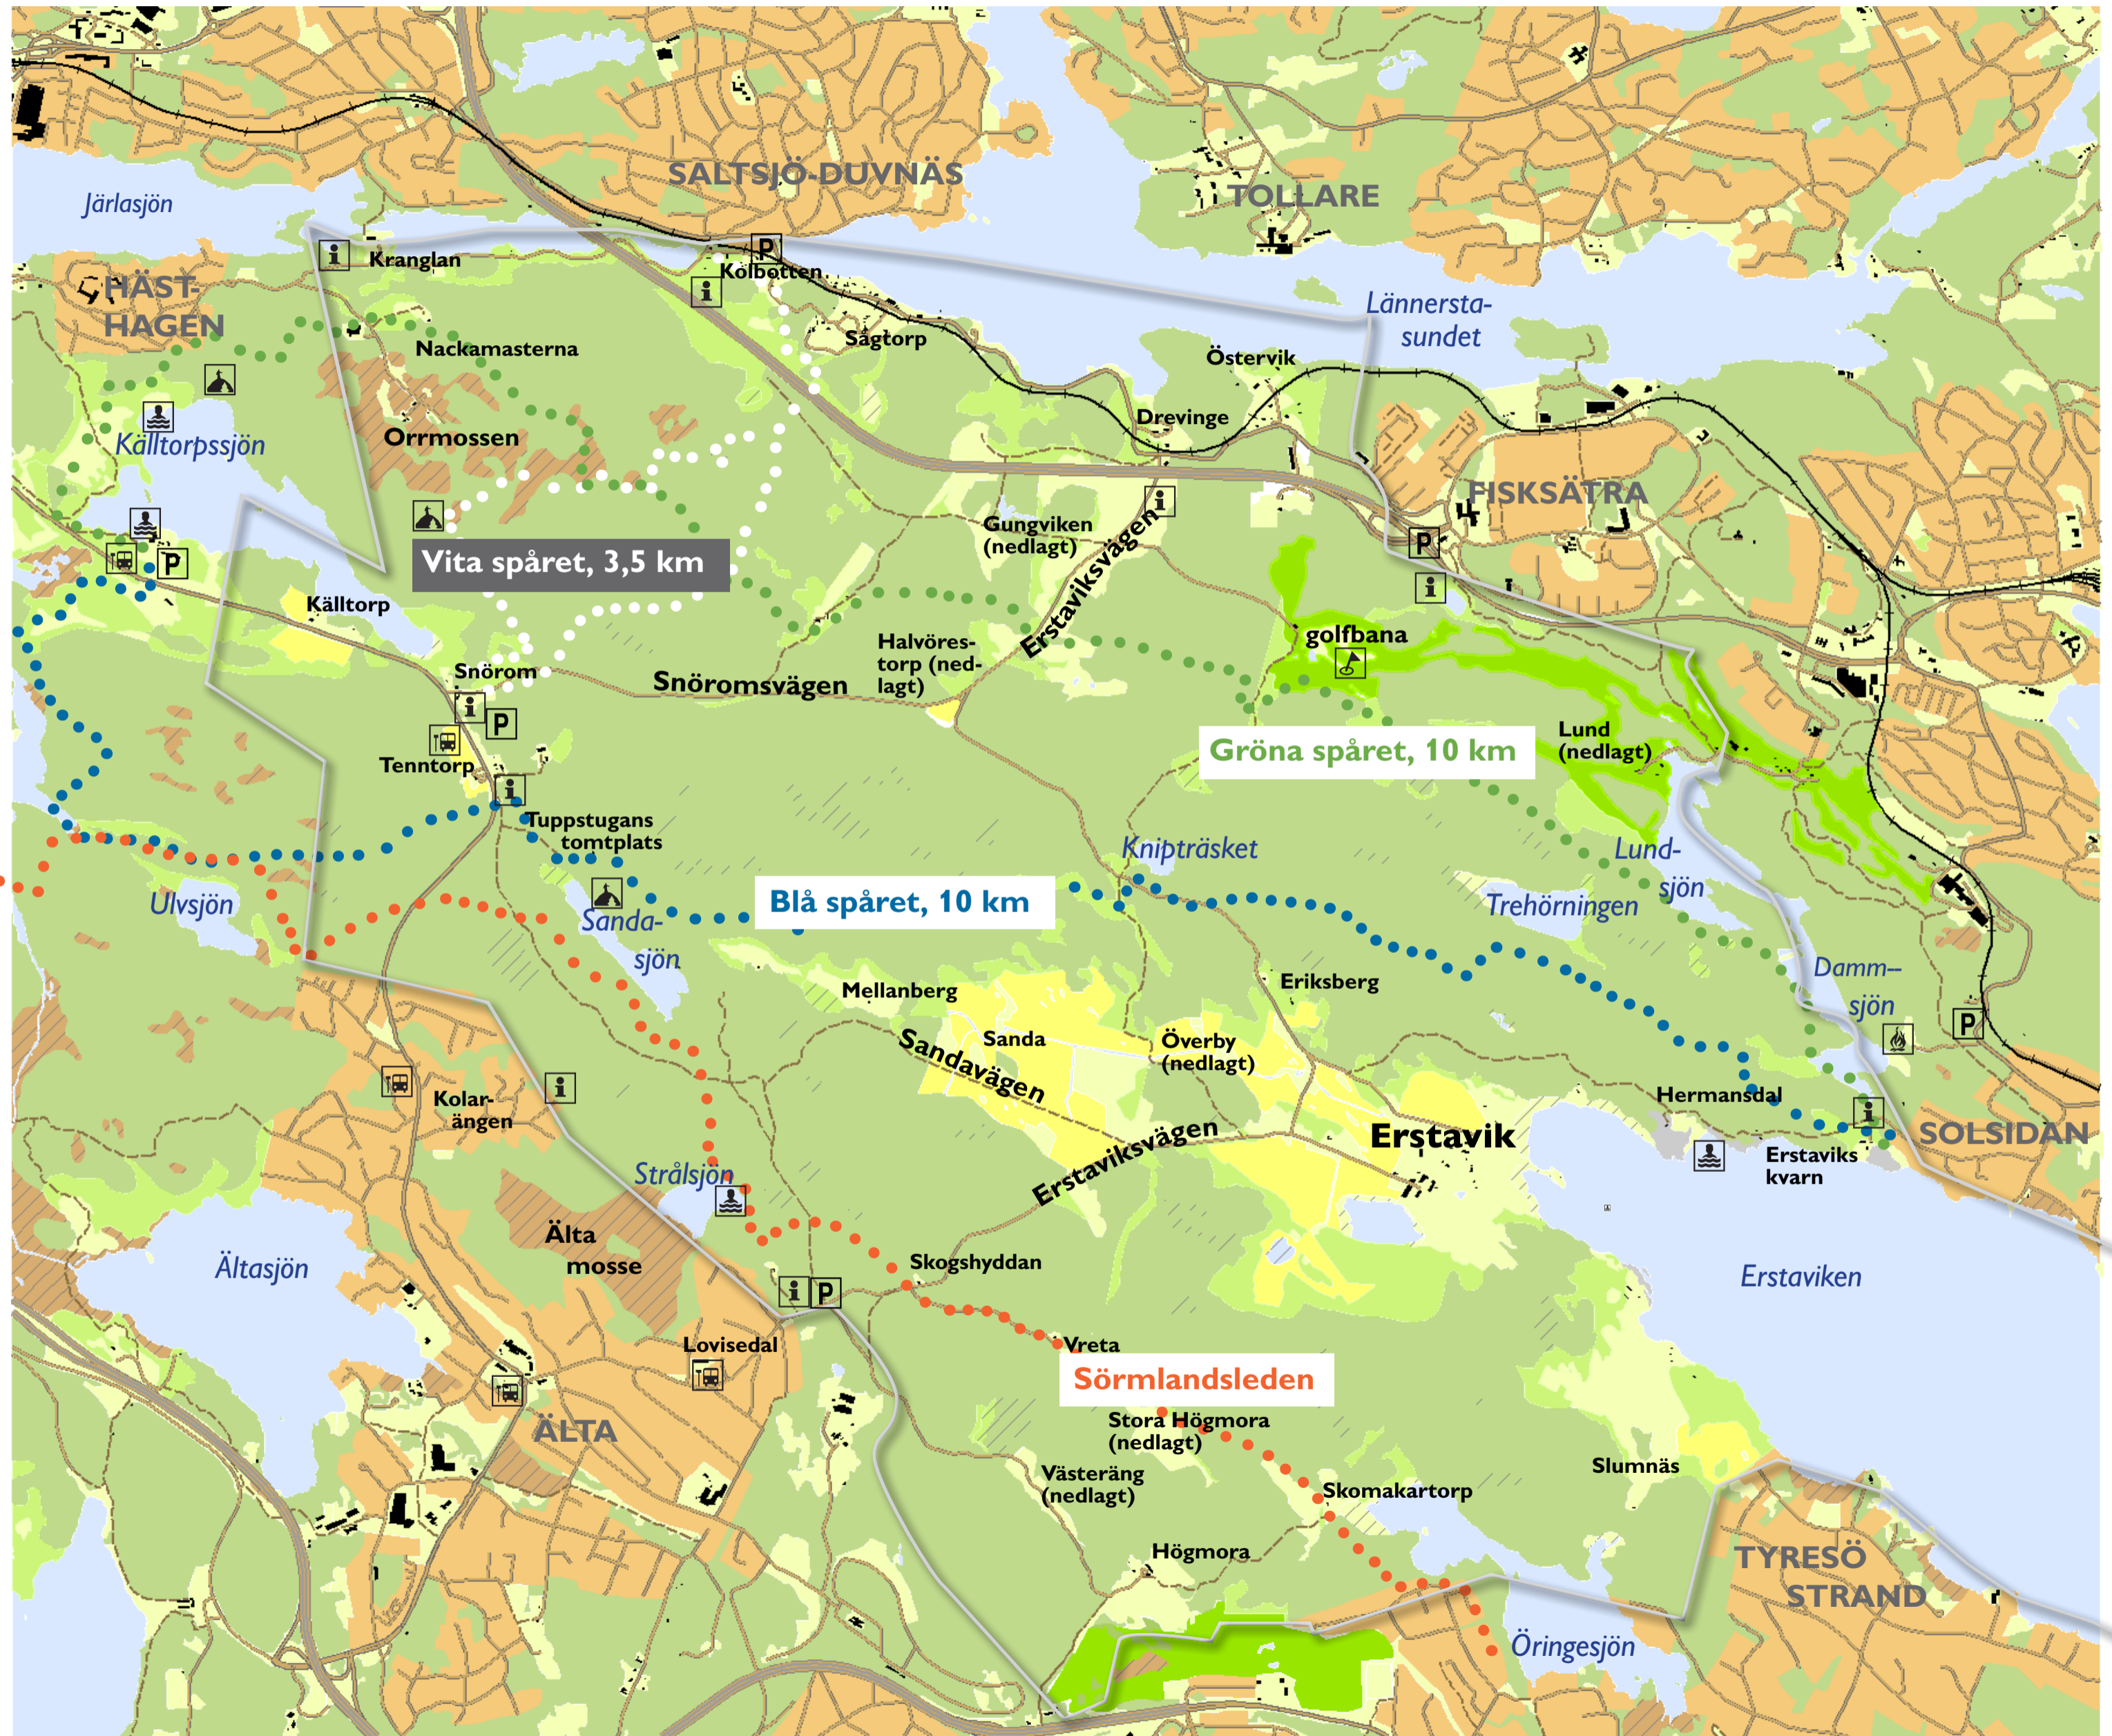 SALTSJÖ-DUVNÄS
TOLLARE
Järlasjön
P
i
Kranglan
Kolbotten
i
HÄST-
HAGEN
Lännersta-
sundet
Sågtorp
Nackamasterna
Östervik
Drevinge
Orrmossen
Källtorpssjön
FISKSÄTRA
i
Gungviken
(nedlagt)
Erstaviksvägen
P
P
Vita spåret, 3,5 km
i
Källtorp
golfbana
Halvöres-
torp (ned-
lagt)
Snörom
Snöromsvägen
i
P
Lund
(nedlagt)
Gröna spåret, 10 km
Tenntorp
i
Tuppstugans
tomtplats
Knipträsket
Lund-
sjön
Ulvsjön
Blå spåret, 10 km
Trehörningen
Sanda-
sjön
Damm--
sjön
Eriksberg
Mellanberg
P
Sanda
Överby
(nedlagt)
Sandavägen
i
Kolar-
ängen
Hermansdal
i
Erstavik
SOLSIDAN
Erstaviksvägen
Erstaviks
kvarn
Strålsjön
Älta
mosse
Ältasjön
Skogshyddan
Erstaviken
i
P
Lovisedal
Vreta
Sörmlandsleden
ÄLTA
Stora Högmora
(nedlagt)
Västeräng
(nedlagt)
Slumnäs
Skomakartorp
Högmora
TYRESÖ
STRAND
Öringesjön